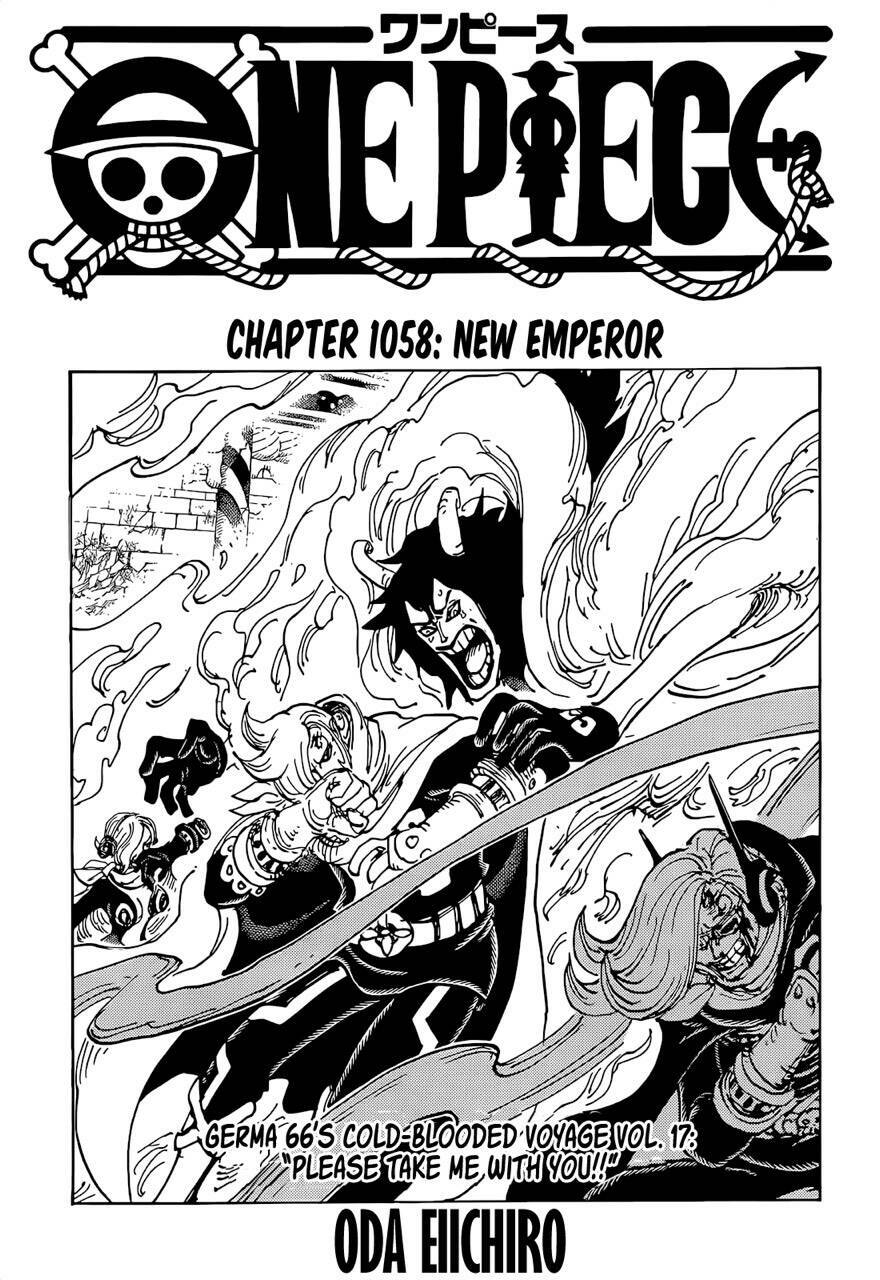 ワンピース
ONE PIECE
CHAPTER 1058: NEW EMPEROR
GERMA 66'S COLD-BLOODED VOYAGE VOL. 17:
"PLEASE TAKE ME WITH YOU!!"
ODA EIICHIRO